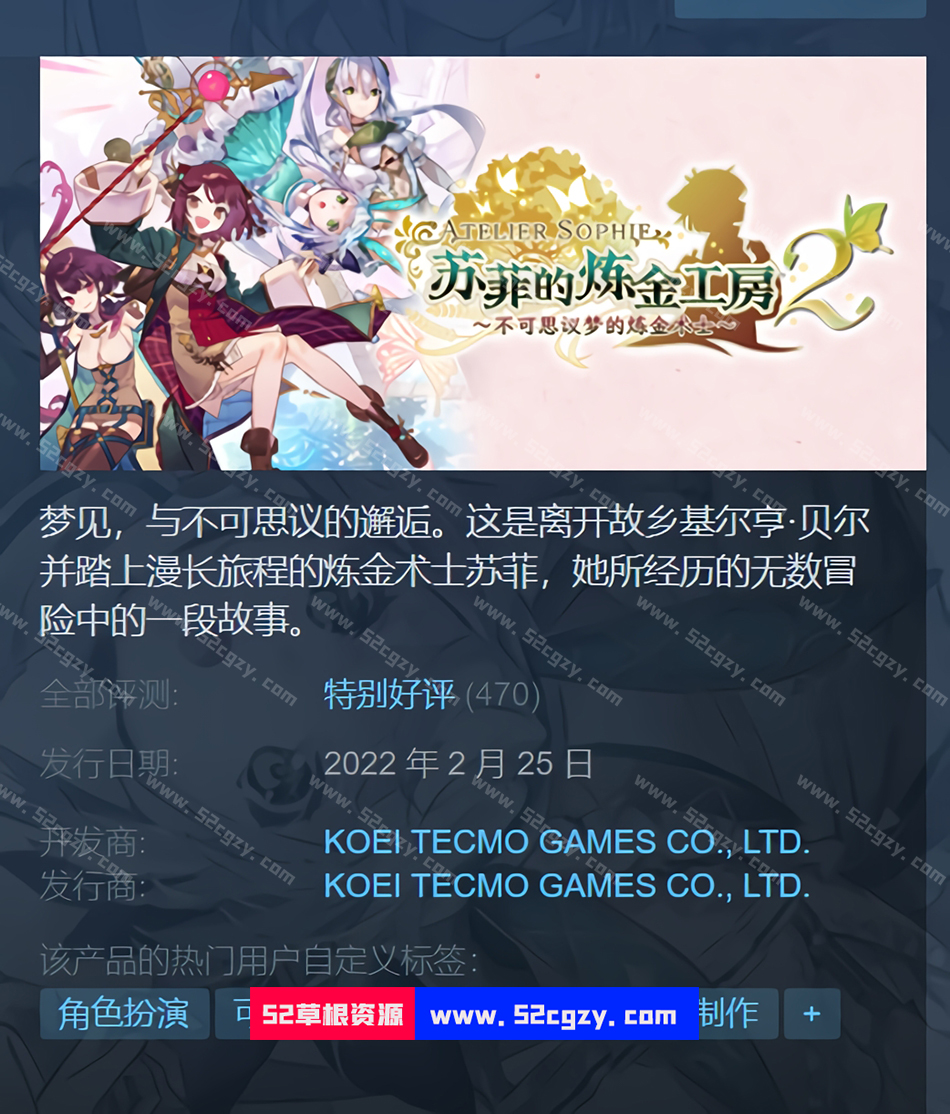 ATELIER SOPHIE
苏菲的炼金工房2
~不可思议梦的炼金术士~
梦见，与不可思议的邂逅。这是离开故乡基尔亨·贝尔
并踏上漫长旅程的炼金术士苏菲，她所经历的无数冒
险中的一段故事。
全部评测: 特别好评 (470)
发行日期: 2022 年 2 月 25 日
开发商: KOEI TECMO GAMES CO., LTD.
发行商: KOEI TECMO GAMES CO., LTD.
该产品的热门用户自定义标签:
角色扮演 52草根资源 www.52cgzy.com 制作 +